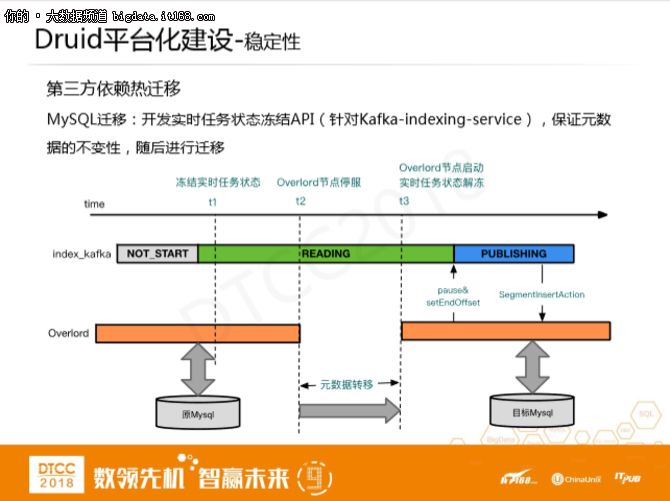 你的·大数据频道 bigdata.it168.com
Druid平台化建设-稳定性
第三方依赖热迁移
MySQL迁移：开发实时任务状态冻结API（针对Kafka-indexing-service），保证元数
据的不变性，随后进行迁移
冻结实时任务状态
Overlord节点停服
Overlord节点启动
实时任务状态解冻
time
t1
t2
t3
index_kafka
NOT_START
READING
PUBLISHING
pause&
setEndOffset
SegmentInsertAction
Overlord
元数据转移
原Mysql
目标Mysql
DTCC2018
SQL
BigData
DTCC
2018
数领先机 智赢未来 9
IT168.com
ChinaUnix
ITPUB